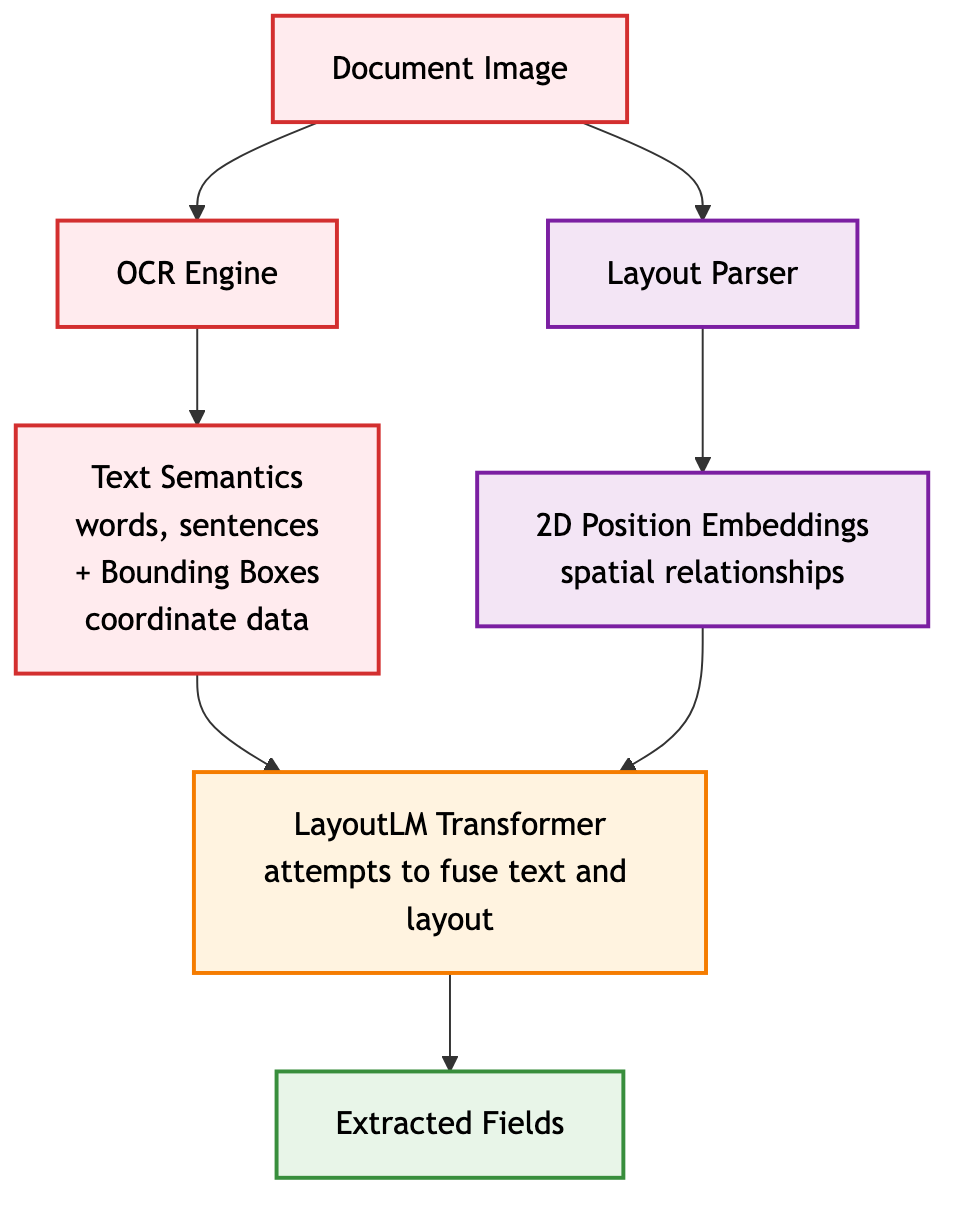 Document Image
OCR Engine
Layout Parser
Text Semantics
words, sentences
+ Bounding Boxes
coordinate data
2D Position Embeddings
spatial relationships
LayoutLM Transformer
attempts to fuse text and
layout
Extracted Fields